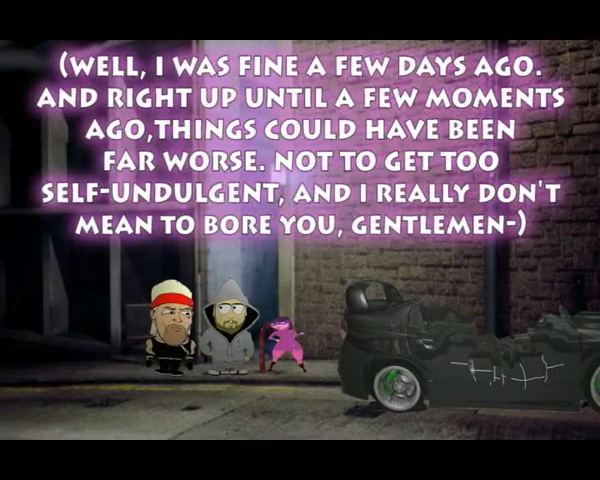 (WELL, I WAS FINE A FEW DAYS AGO.
AND RIGHT UP UNTIL A FEW MOMENTS
AGO,THINGS COULD HAVE BEEN
FAR WORSE. NOT TO GET TOO
SELF-UNDULGENT, AND I REALLY DON'T
MEAN TO BORE YOU, GENTLEMEN-)